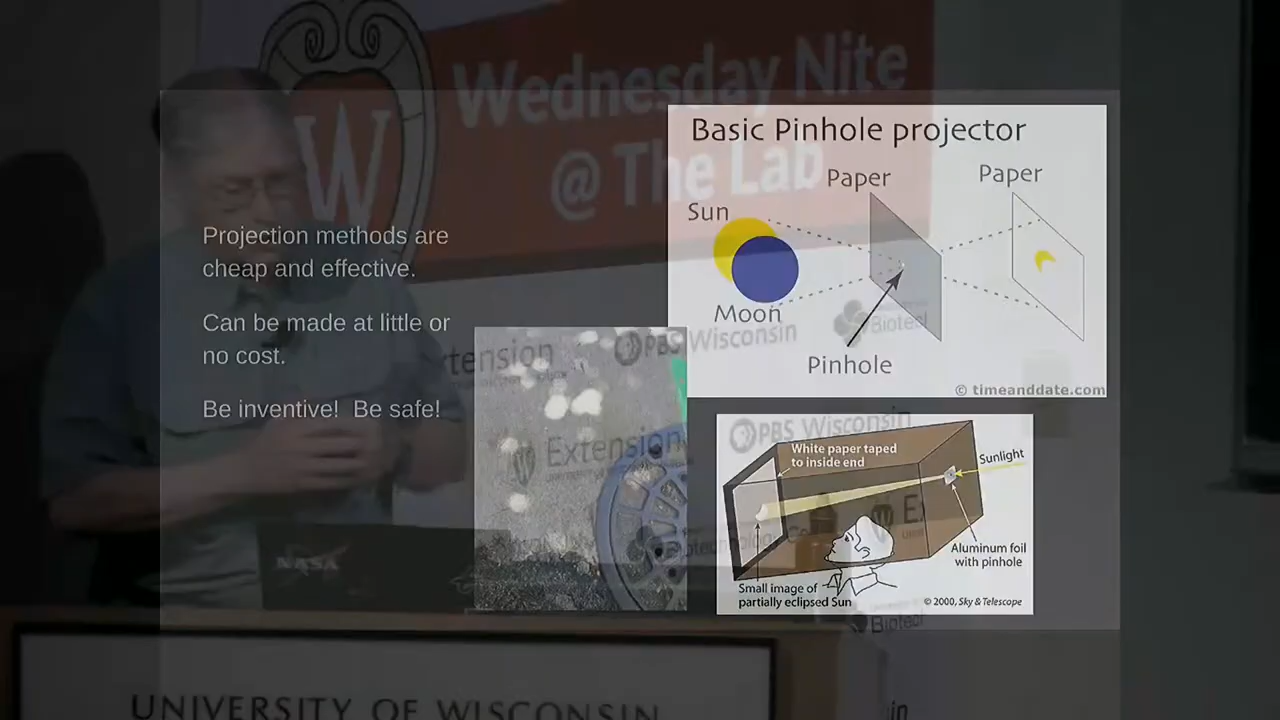 Wednesday Nite
@ The Lab
W
Projection methods are
cheap and effective.
Can be made at little or
no cost.
Be inventive!  Be safe!
Basic Pinhole projector
Paper
Paper
Sun
Moon
Pinhole
© timeanddate.com
White paper taped
to inside end
Sunlight
Aluminum foil
with pinhole
Small image of
partially eclipsed Sun
© 2000, Sky & Telescope
PBS Wisconsin
Extension
PBS Wisconsin
Extension
NASA
UNIVERSITY OF WISCONSIN